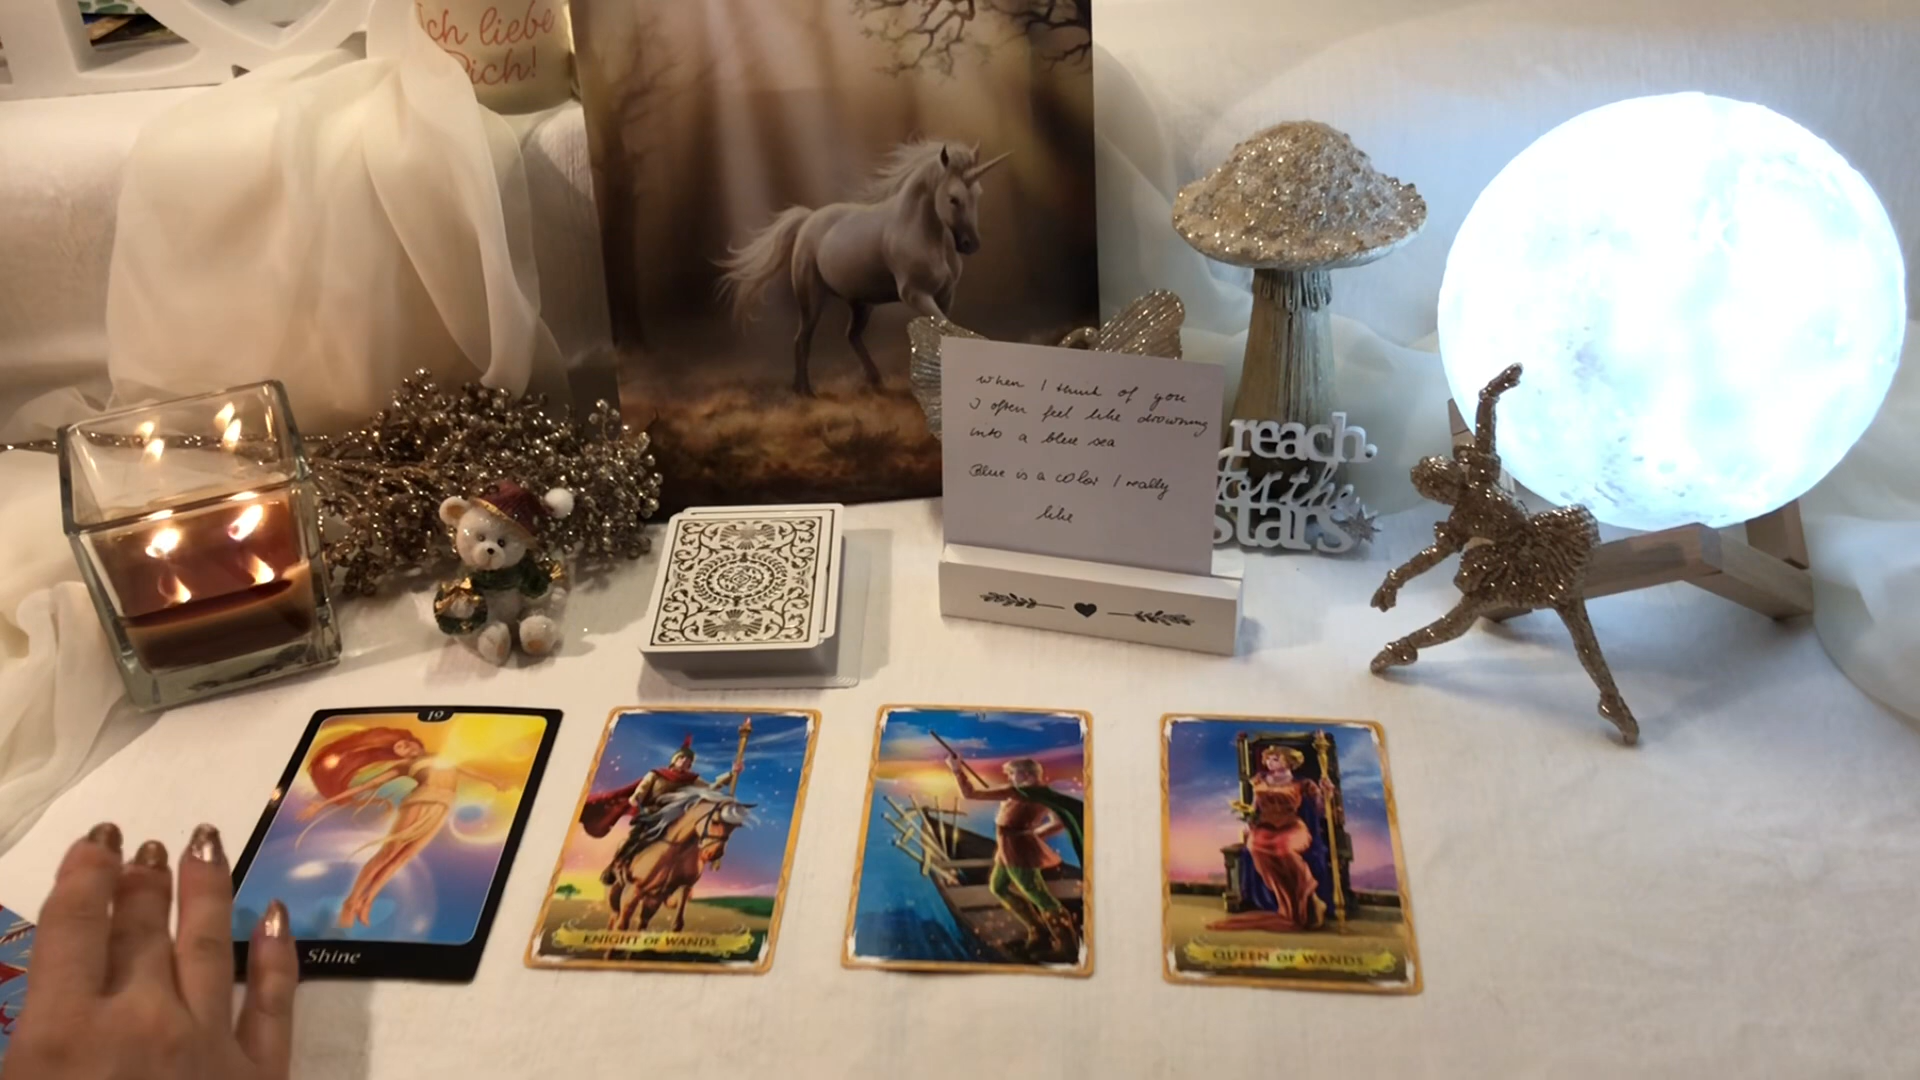 Ich liebe
Dich!
when I think of you
I often feel like drowning
into a blue sea
Blue is a color I really
like
reach.
for the
stars
19
Shine
KNIGHT OF WANDS
QUEEN OF WANDS